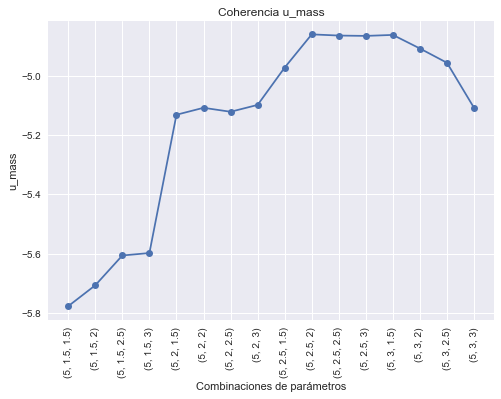 Coherencia u_mass
u_mass
−5.0
−5.2
−5.4
−5.6
−5.8
(5, 1.5, 1.5)
(5, 1.5, 2)
(5, 1.5, 2.5)
(5, 1.5, 3)
(5, 2, 1.5)
(5, 2, 2)
(5, 2, 2.5)
(5, 2, 3)
(5, 2.5, 1.5)
(5, 2.5, 2)
(5, 2.5, 2.5)
(5, 2.5, 3)
(5, 3, 1.5)
(5, 3, 2)
(5, 3, 2.5)
(5, 3, 3)
Combinaciones de parámetros